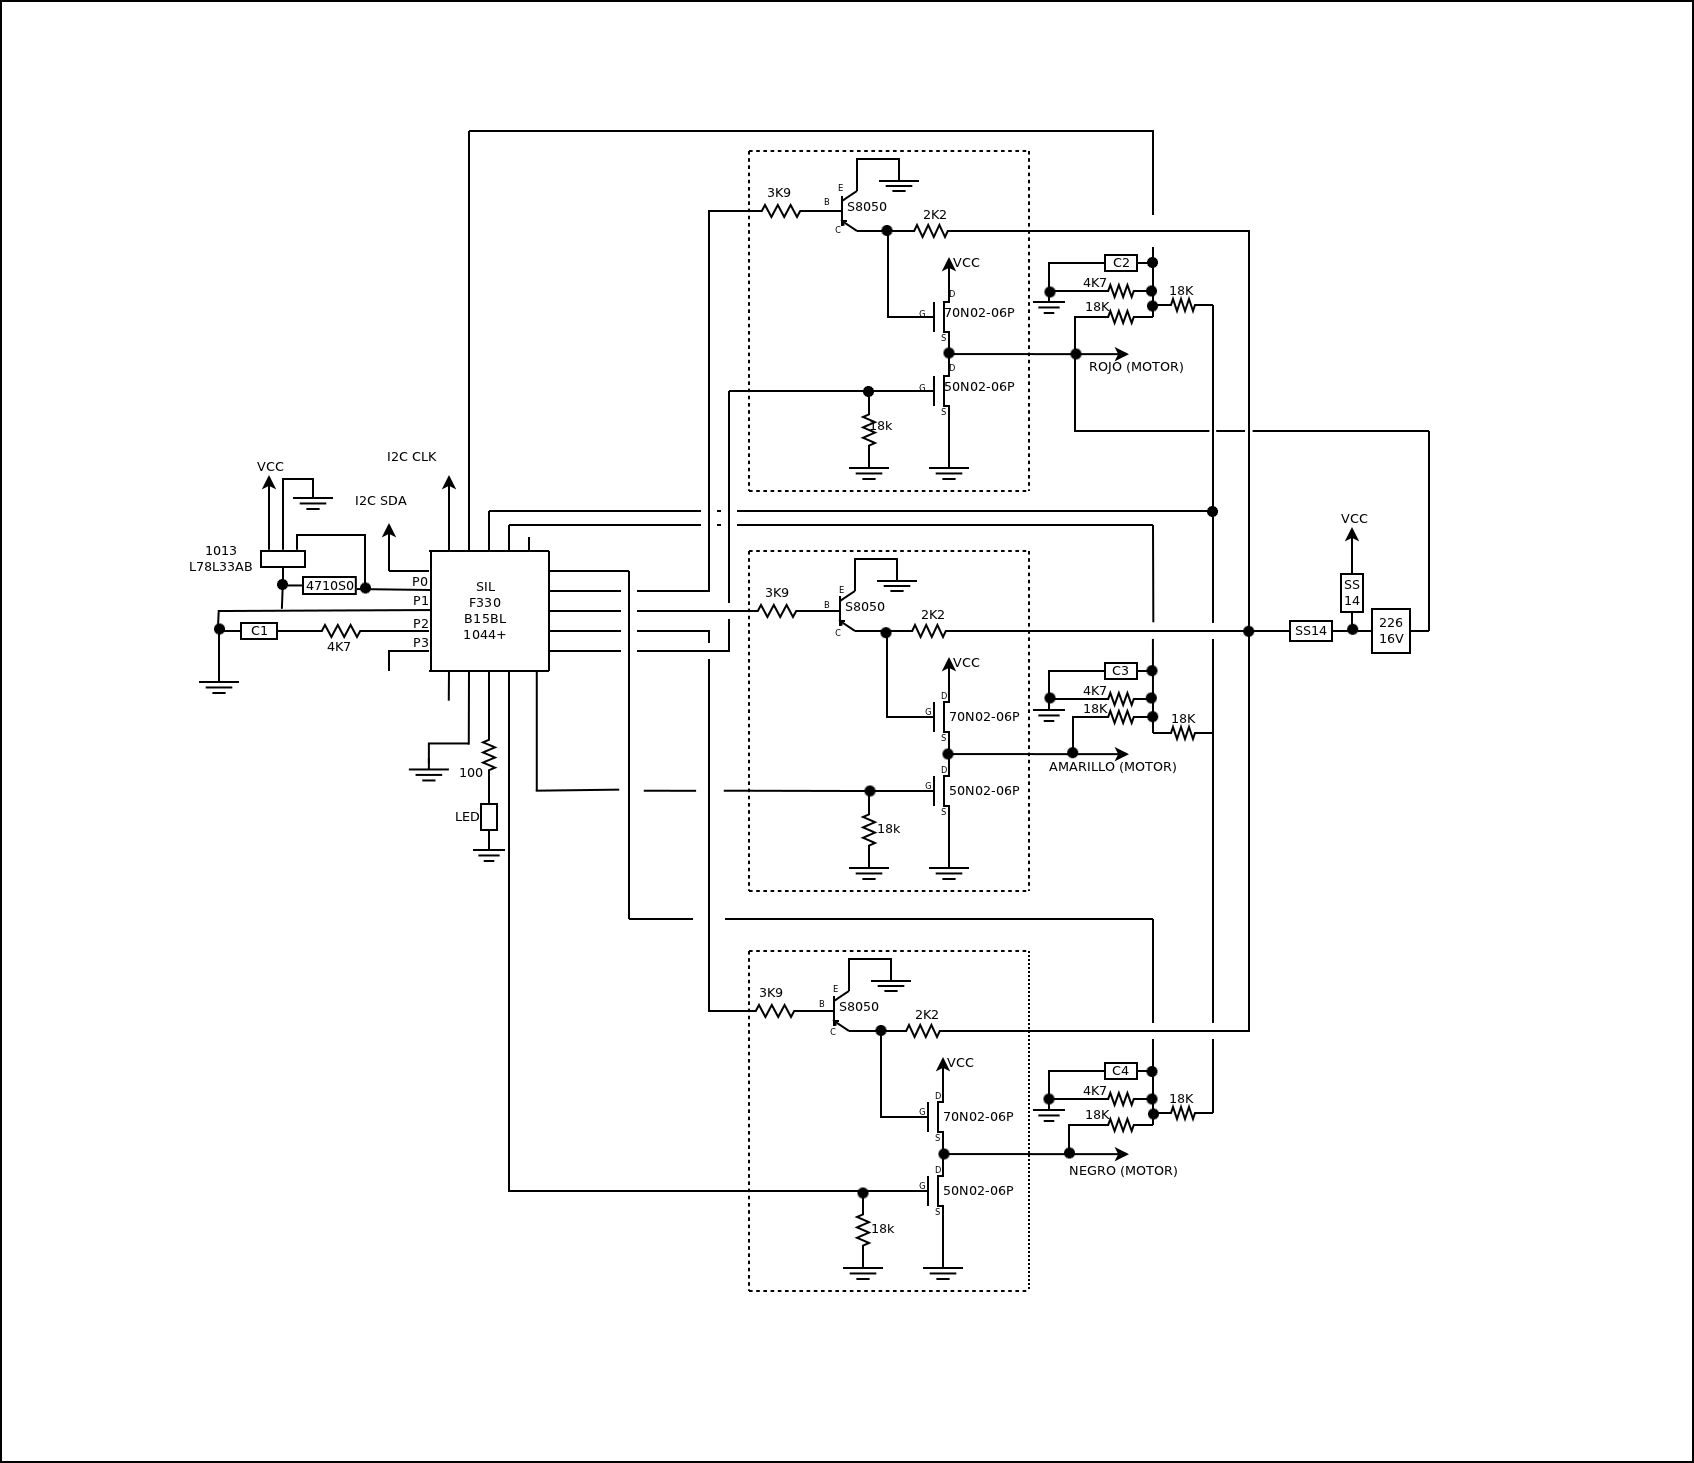 3K9
E
B
S8050
C
2K2
VCC
D
G
70N02-06P
S
D
G
50N02-06P
S
18k
C2
4K7
18K
18K
ROJO (MOTOR)
I2C CLK
VCC
I2C SDA
1013
L78L33AB
4710S0
P0
P1
P2
P3
C1
4K7
SIL
F330
B15BL
1044+
100
LED
3K9
E
B
S8050
C
2K2
VCC
D
G
70N02-06P
S
D
G
50N02-06P
S
18k
C3
4K7
18K
18K
AMARILLO (MOTOR)
VCC
SS
14
SS14
226
16V
3K9
E
B
S8050
C
2K2
VCC
D
G
70N02-06P
S
D
G
50N02-06P
S
18k
C4
4K7
18K
18K
NEGRO (MOTOR)